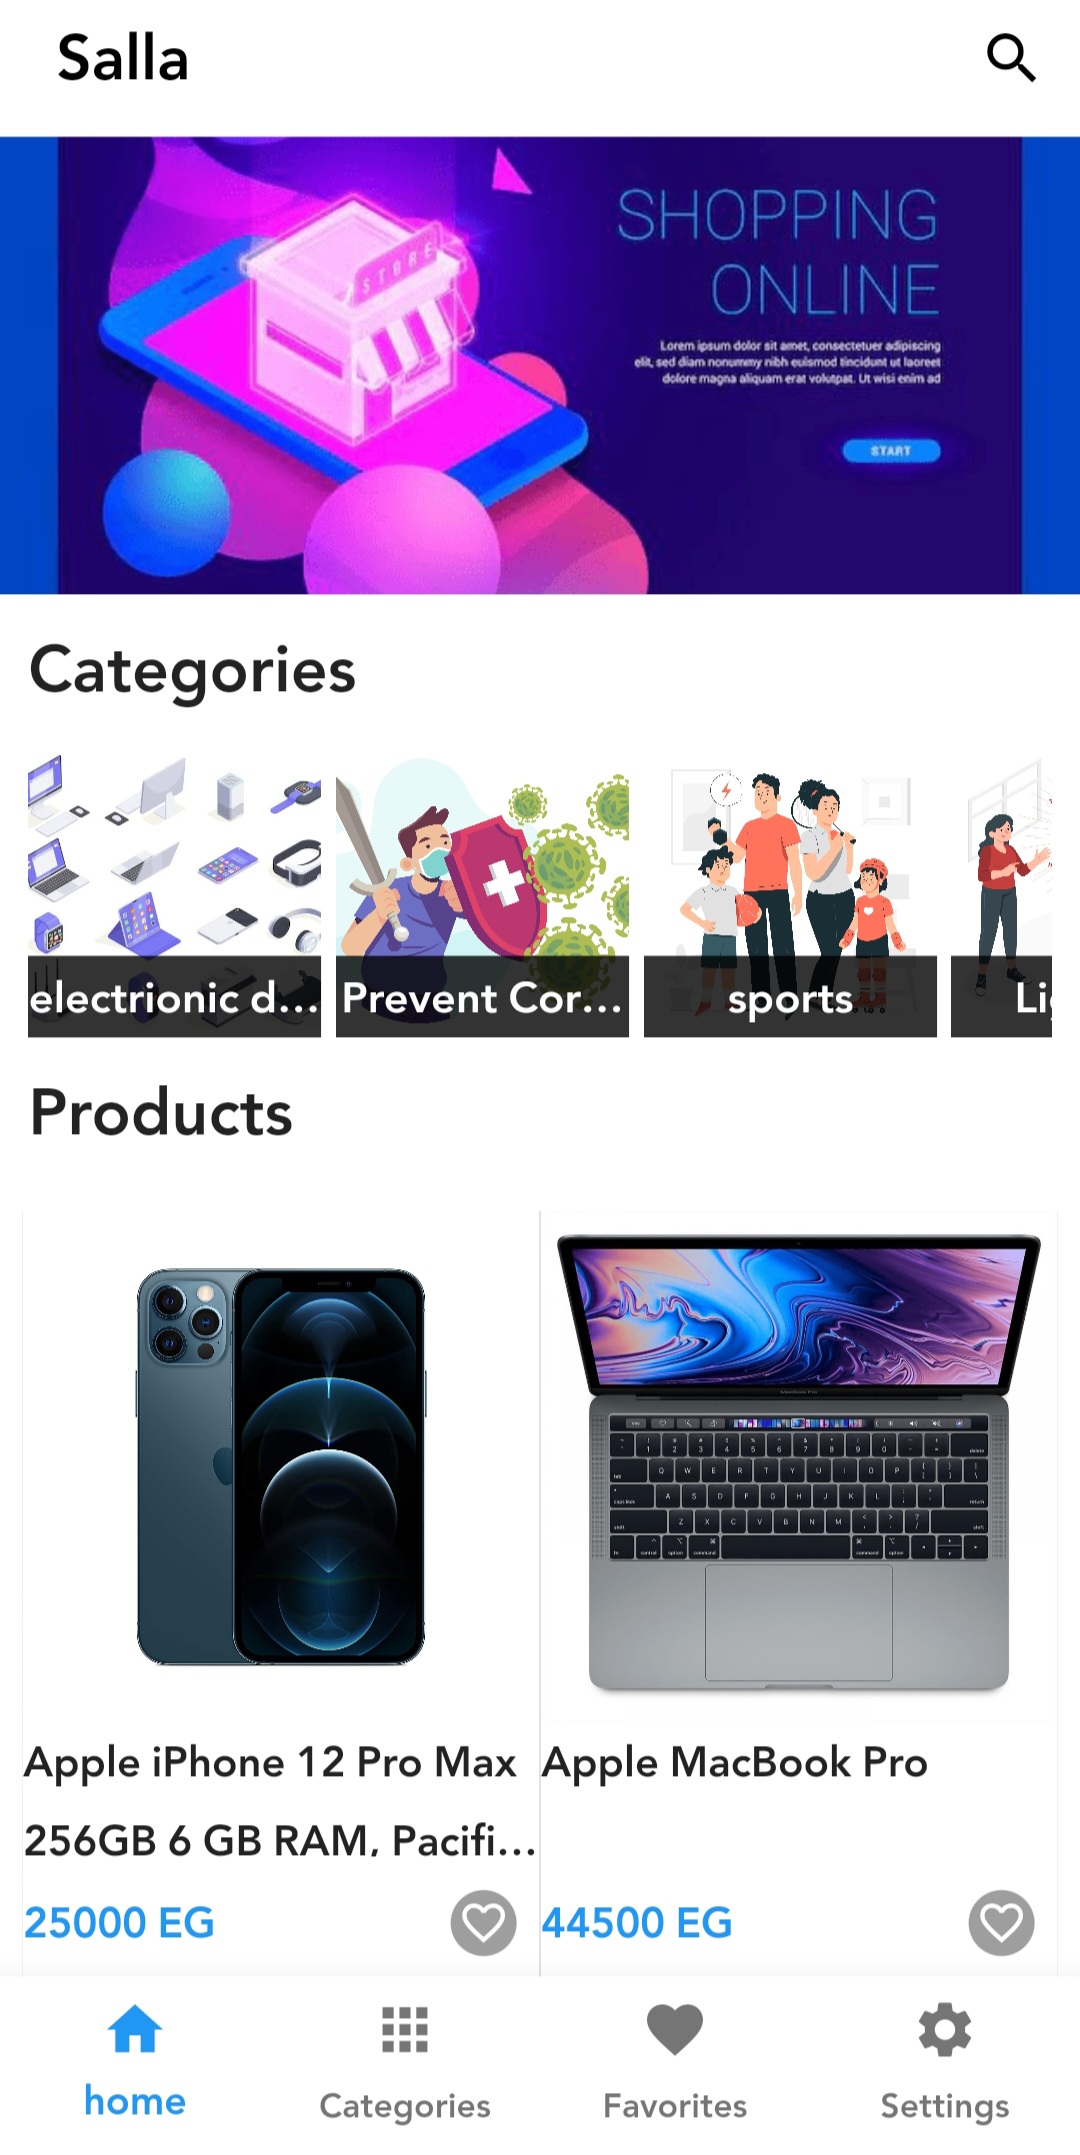 Salla
STORE
SHOPPING
ONLINE
Lorem ipsum dolor sit amet, consectetuer adipiscing
elit, sed diam nonummy nibh euismod tincidunt ut laoreet
dolore magna aliquam erat volutpat. Ut wisi enim ad
START
Categories
electrionic d...
Prevent Cor...
sports
Li
Products
Apple iPhone 12 Pro Max
256GB 6 GB RAM, Pacifi...
25000 EG
Apple MacBook Pro
44500 EG
home
Categories
Favorites
Settings